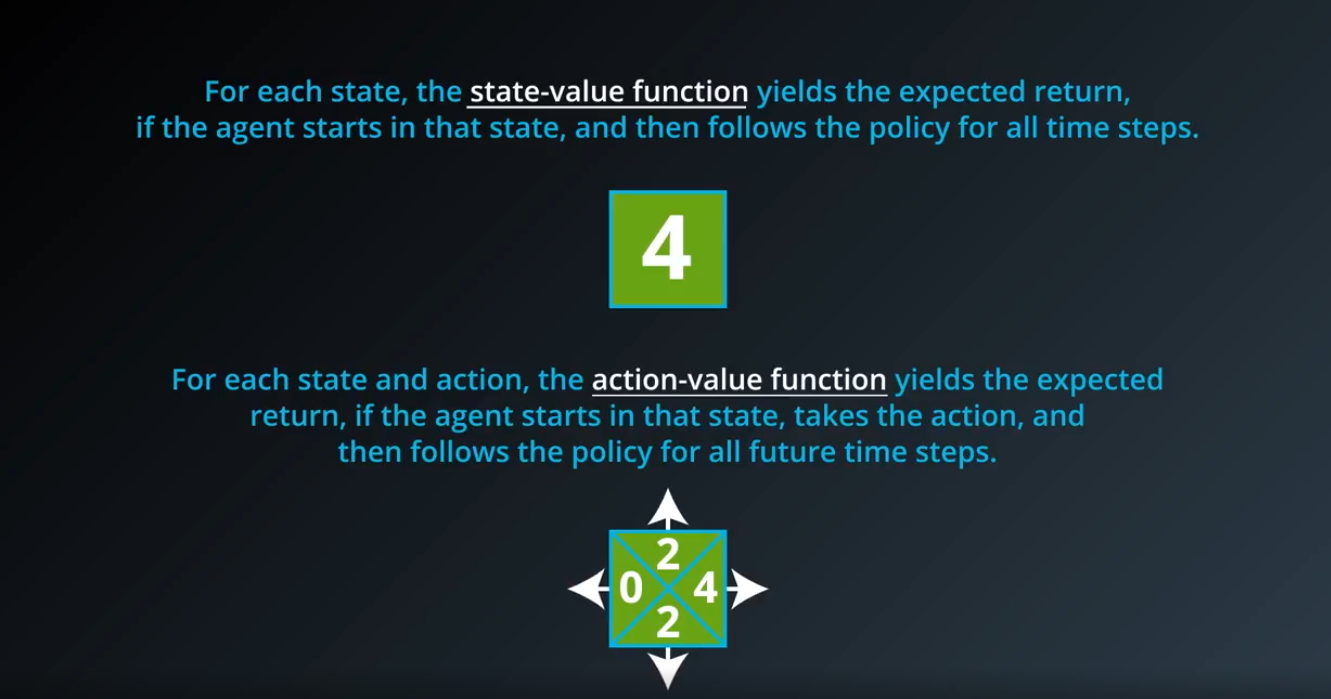 For each state, the state-value function yields the expected return,
if the agent starts in that state, and then follows the policy for all time steps.
4
For each state and action, the action-value function yields the expected
return, if the agent starts in that state, takes the action, and
then follows the policy for all future time steps.
2
0 4
2